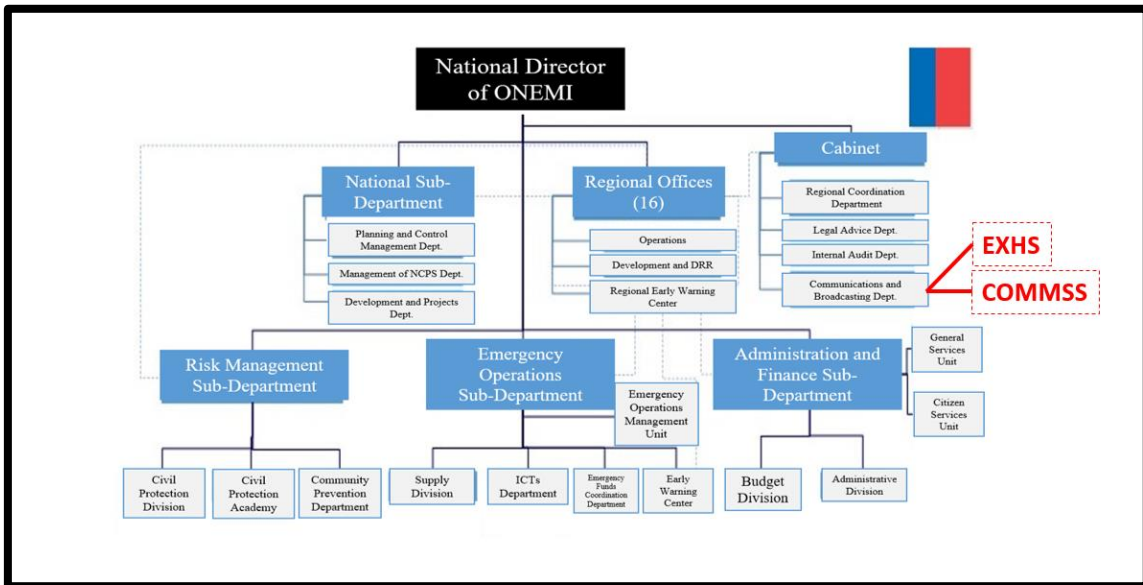 National Director
of ONEMI
Cabinet
National Sub-
Department
Regional Offices
(16)
Regional Coordination
Department
Legal Advice Dept.
Internal Audit Dept.
Communications and
Broadcasting Dept.
EXHS
COMMSS
Planning and Control
Management Dept.
Management of NCPS Dept.
Development and Projects
Dept.
Operations
Development and DRR
Regional Early Warning
Center
Risk Management
Sub-Department
Emergency
Operations
Sub-Department
Administration and
Finance Sub-
Department
General
Services
Unit
Citizen
Services
Unit
Emergency
Operations
Management
Unit
Civil
Protection
Division
Civil
Protection
Academy
Community
Prevention
Department
Supply
Division
ICTs
Department
Emergency
Funds
Coordination
Department
Early
Warning
Center
Budget
Division
Administrative
Division